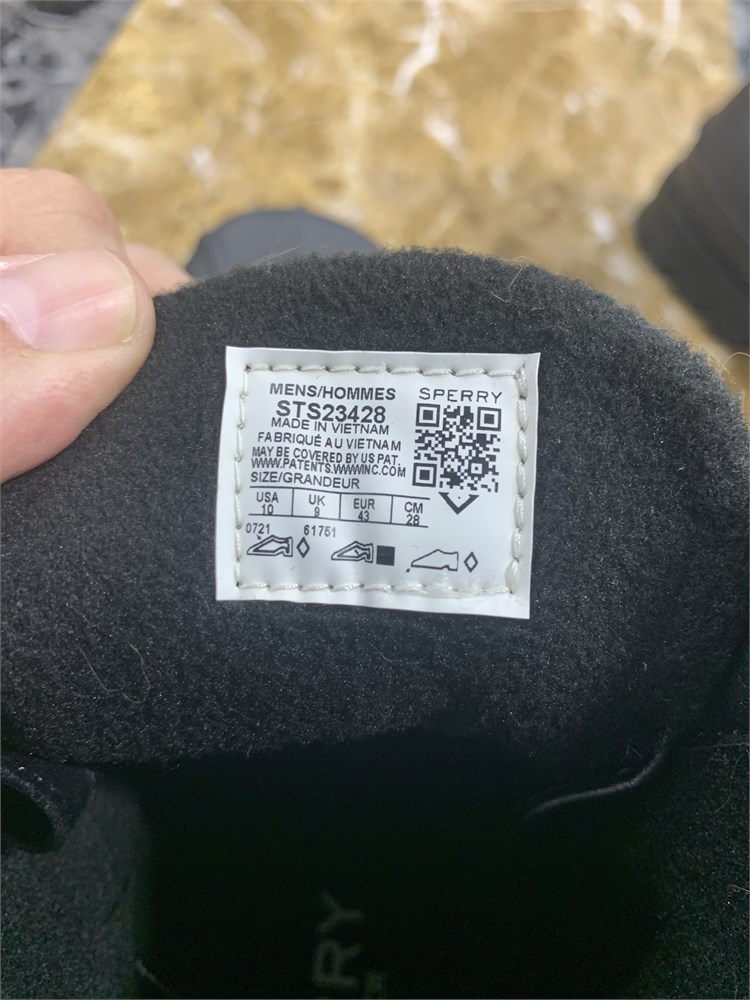 MENS/HOMMES
SPERRY
STS23428
MADE IN VIETNAM
FABRIQUÉ AU VIETNAM
MAY BE COVERED BY US PAT.
WWW.PATENTS.WWWINC.COM
SIZE/GRANDEUR
USA UK EUR CM
10 9 43 28
0721 61751
RY